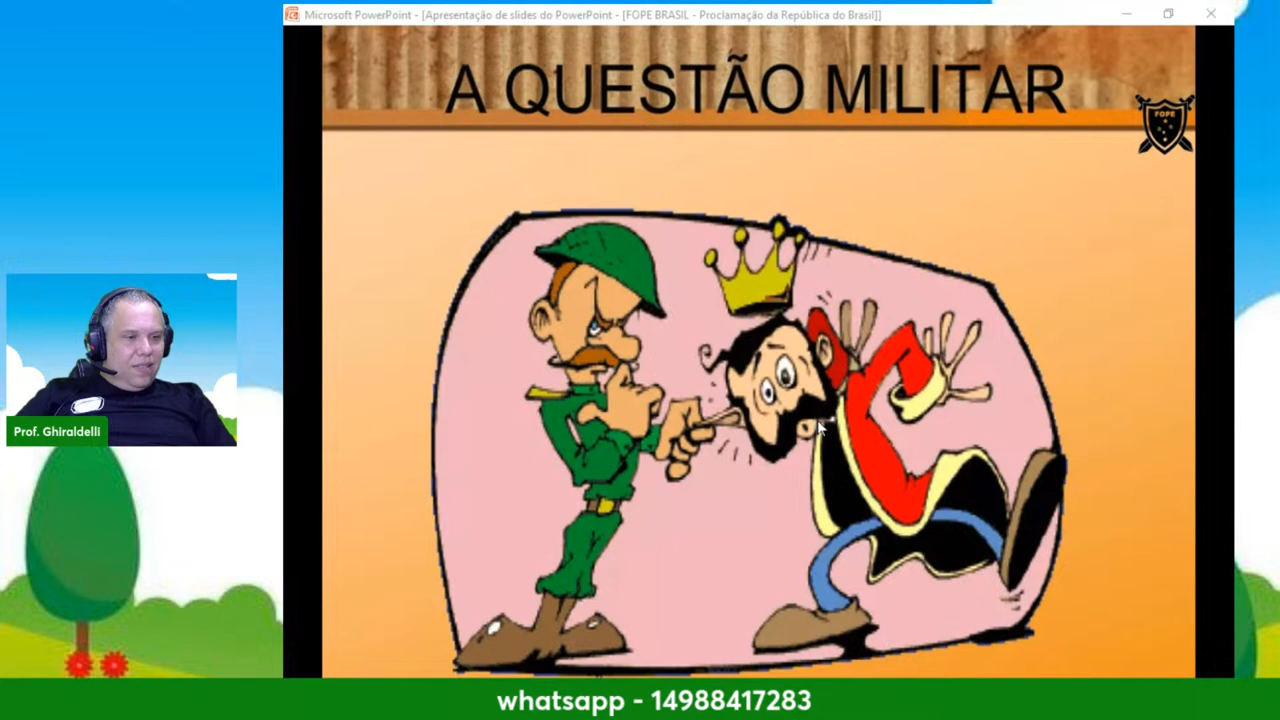 Microsoft PowerPoint - [Apresentação de slides do PowerPoint - [FOPE BRASIL - Proclamação da República do Brasil]]
A QUESTÃO MILITAR
FOPE
Prof. Ghiraldelli
whatsapp - 14988417283